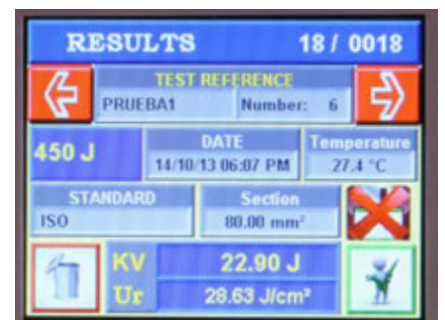 RESULTS 18 / 0018
TEST REFERENCE
PRUEBA1 Number: 6
450 J
DATE
14/10/13 06:07 PM
Temperature
27.4 °C
STANDARD
ISO
Section
80.00 mm²
KV 22.90 J
Ur 28.63 J/cm²